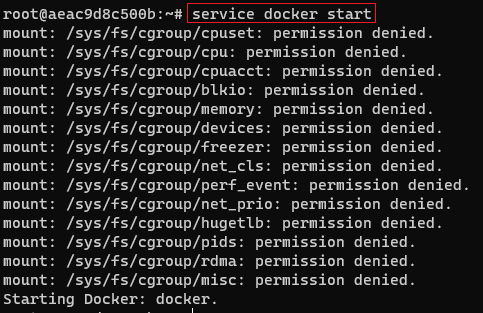 root@aeac9d8c500b:~# service docker start
mount: /sys/fs/cgroup/cpuset: permission denied.
mount: /sys/fs/cgroup/cpu: permission denied.
mount: /sys/fs/cgroup/cpuacct: permission denied.
mount: /sys/fs/cgroup/blkio: permission denied.
mount: /sys/fs/cgroup/memory: permission denied.
mount: /sys/fs/cgroup/devices: permission denied.
mount: /sys/fs/cgroup/freezer: permission denied.
mount: /sys/fs/cgroup/net_cls: permission denied.
mount: /sys/fs/cgroup/perf_event: permission denied.
mount: /sys/fs/cgroup/net_prio: permission denied.
mount: /sys/fs/cgroup/hugetlb: permission denied.
mount: /sys/fs/cgroup/pids: permission denied.
mount: /sys/fs/cgroup/rdma: permission denied.
mount: /sys/fs/cgroup/misc: permission denied.
Starting Docker: docker.